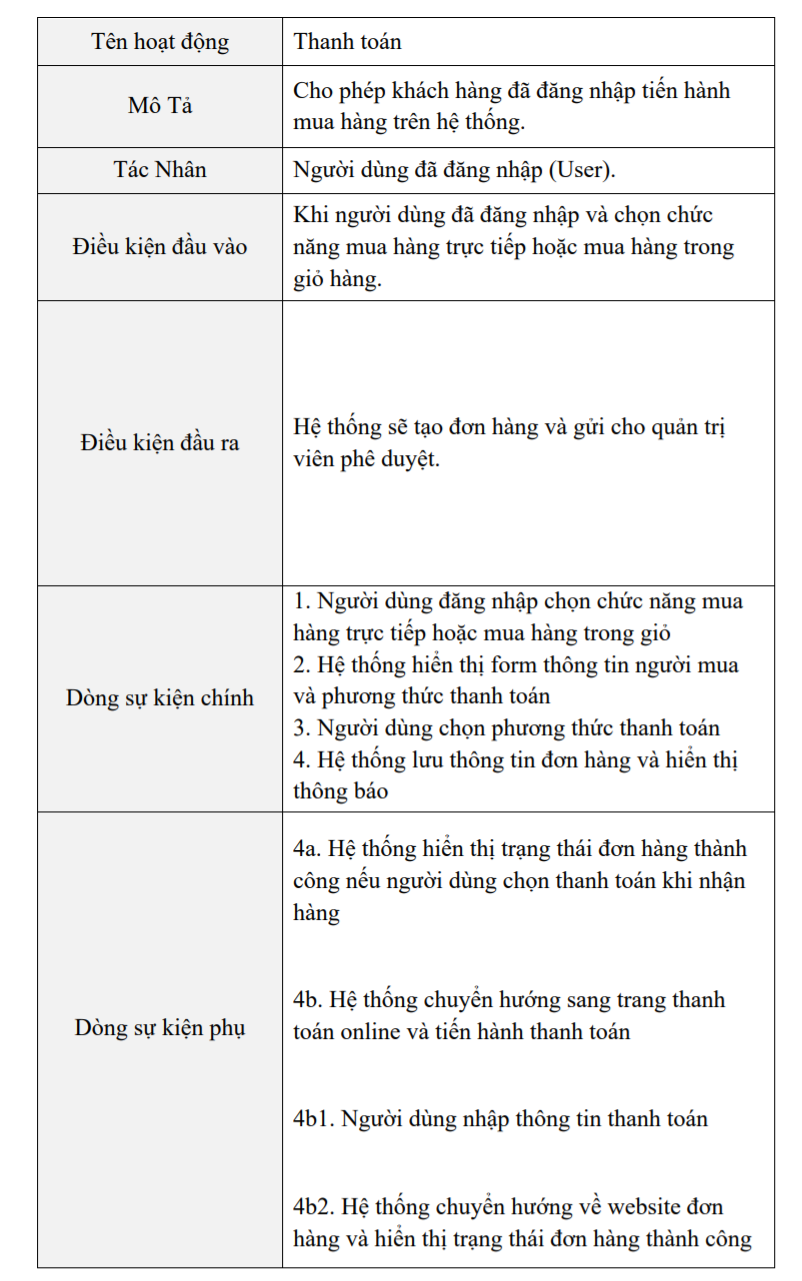 Tên hoạt động
Thanh toán
Mô Tả
Cho phép khách hàng đã đăng nhập tiến hành
mua hàng trên hệ thống.
Tác Nhân
Người dùng đã đăng nhập (User).
Điều kiện đầu vào
Khi người dùng đã đăng nhập và chọn chức
năng mua hàng trực tiếp hoặc mua hàng trong
giỏ hàng.
Điều kiện đầu ra
Hệ thống sẽ tạo đơn hàng và gửi cho quản trị
viên phê duyệt.
Dòng sự kiện chính
1. Người dùng đăng nhập chọn chức năng mua
hàng trực tiếp hoặc mua hàng trong giỏ
2. Hệ thống hiển thị form thông tin người mua
và phương thức thanh toán
3. Người dùng chọn phương thức thanh toán
4. Hệ thống lưu thông tin đơn hàng và hiển thị
thông báo
Dòng sự kiện phụ
4a. Hệ thống hiển thị trạng thái đơn hàng thành
công nếu người dùng chọn thanh toán khi nhận
hàng
4b. Hệ thống chuyển hướng sang trang thanh
toán online và tiến hành thanh toán
4b1. Người dùng nhập thông tin thanh toán
4b2. Hệ thống chuyển hướng về website đơn
hàng và hiển thị trạng thái đơn hàng thành công